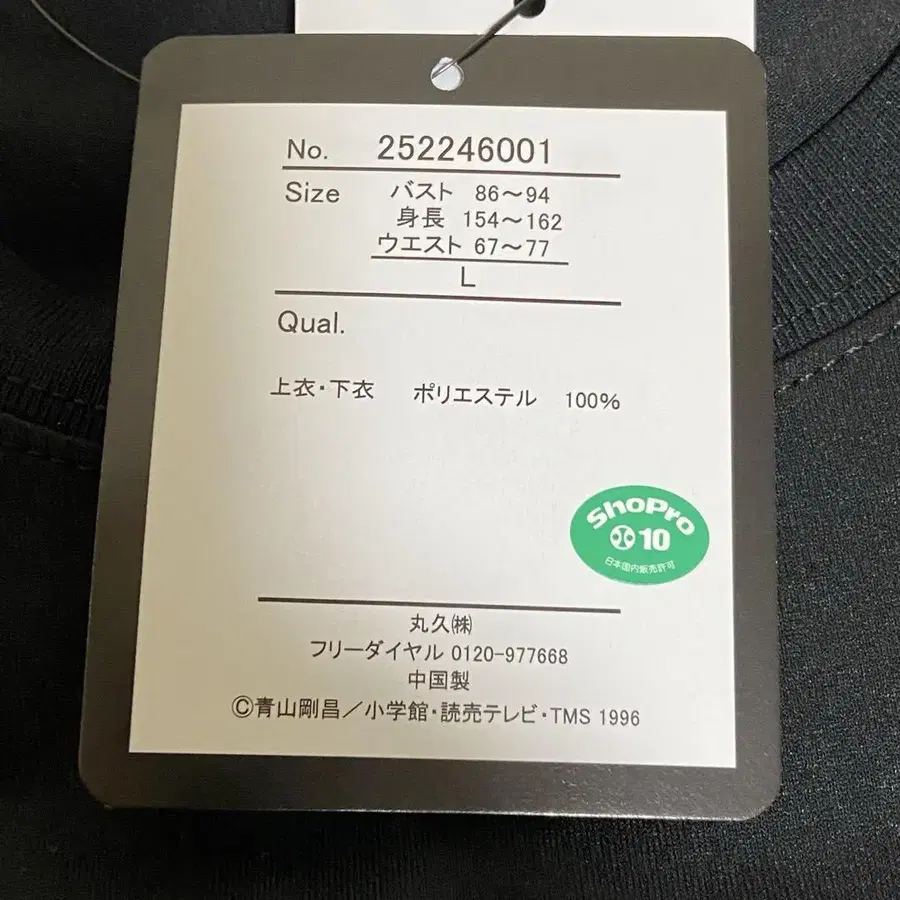 No. 252246001
Size バスト 86～94
身長 154～162
ウエスト 67～77
L
Qual.
上衣・下衣 ポリエステル 100%
ShoPro
10
日本国内販売許可
丸久㈱
フリーダイヤル 0120-977668
中国製
Ⓒ青山剛昌／小学館・読売テレビ・TMS 1996